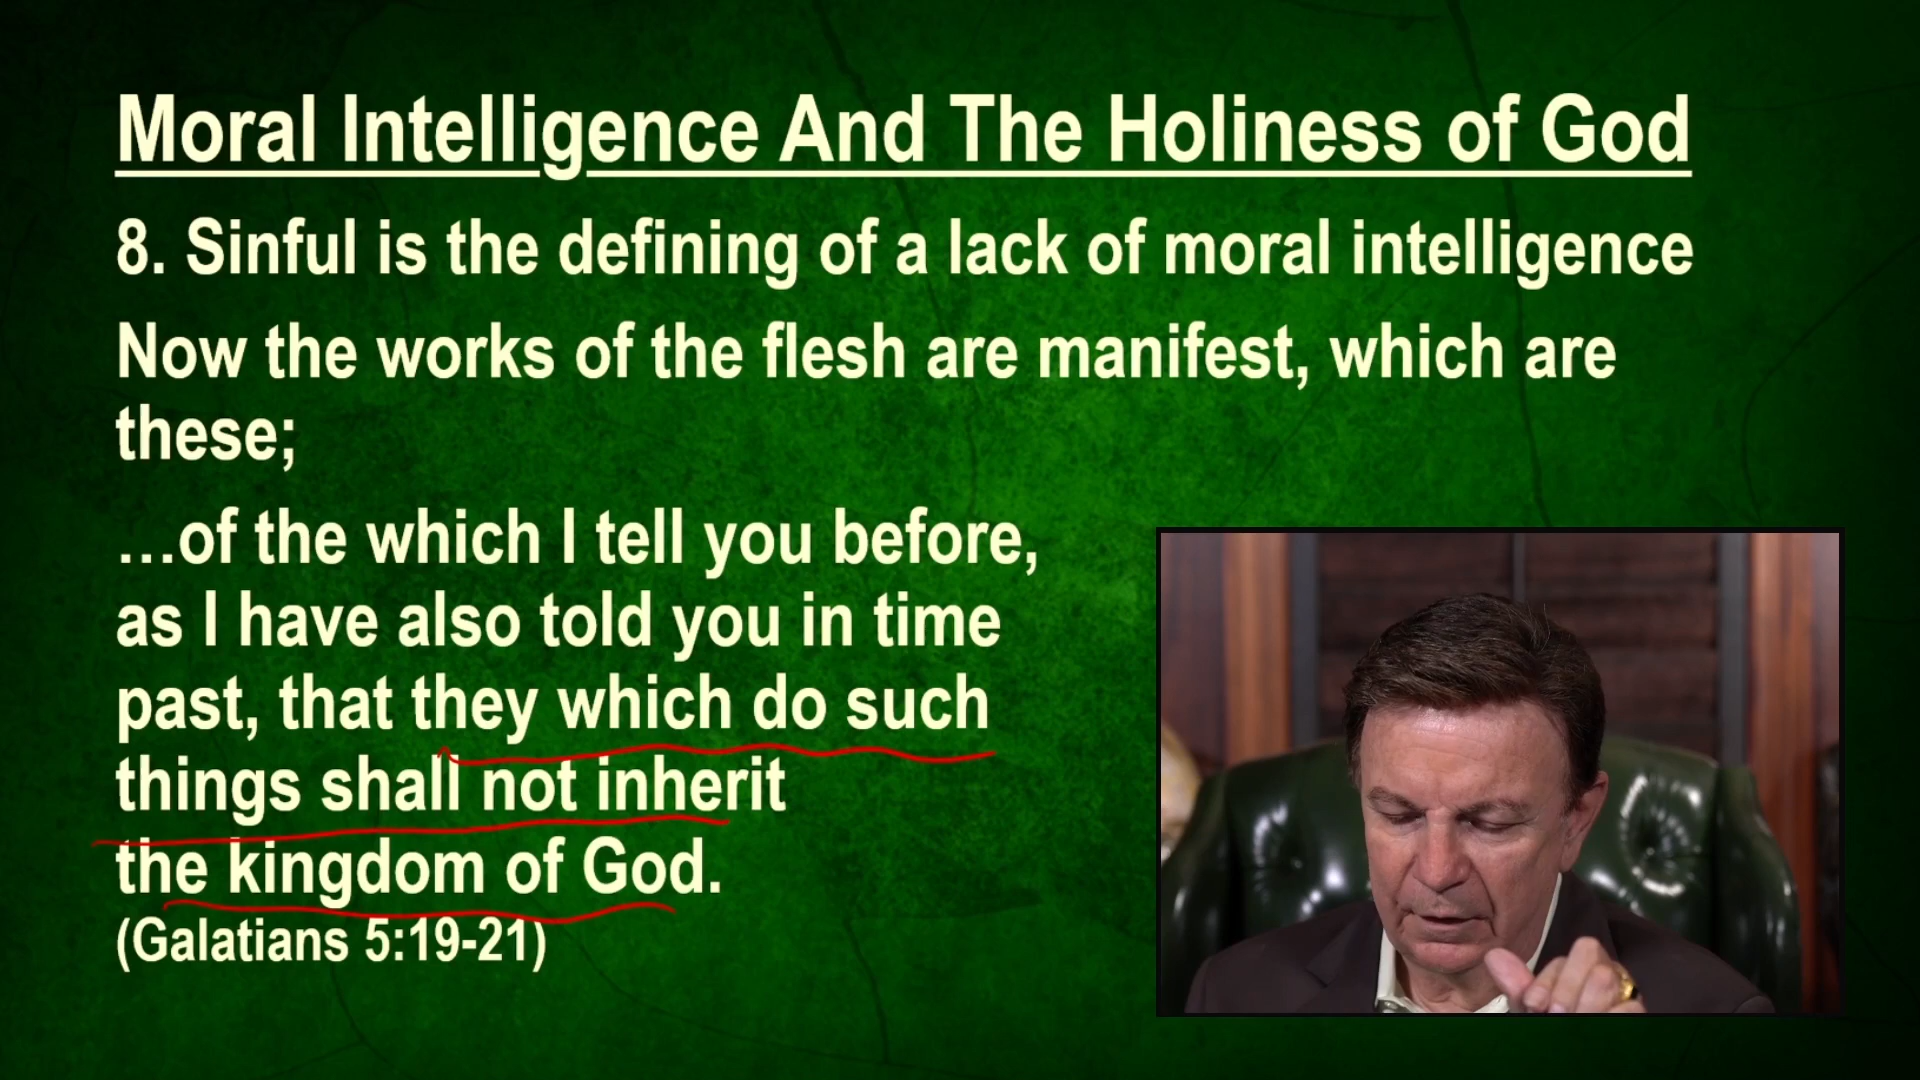 Moral Intelligence And The Holiness of God
8. Sinful is the defining of a lack of moral intelligence
Now the works of the flesh are manifest, which are
these;
…of the which I tell you before,
as I have also told you in time
past, that they which do such
things shall not inherit
the kingdom of God.
(Galatians 5:19-21)